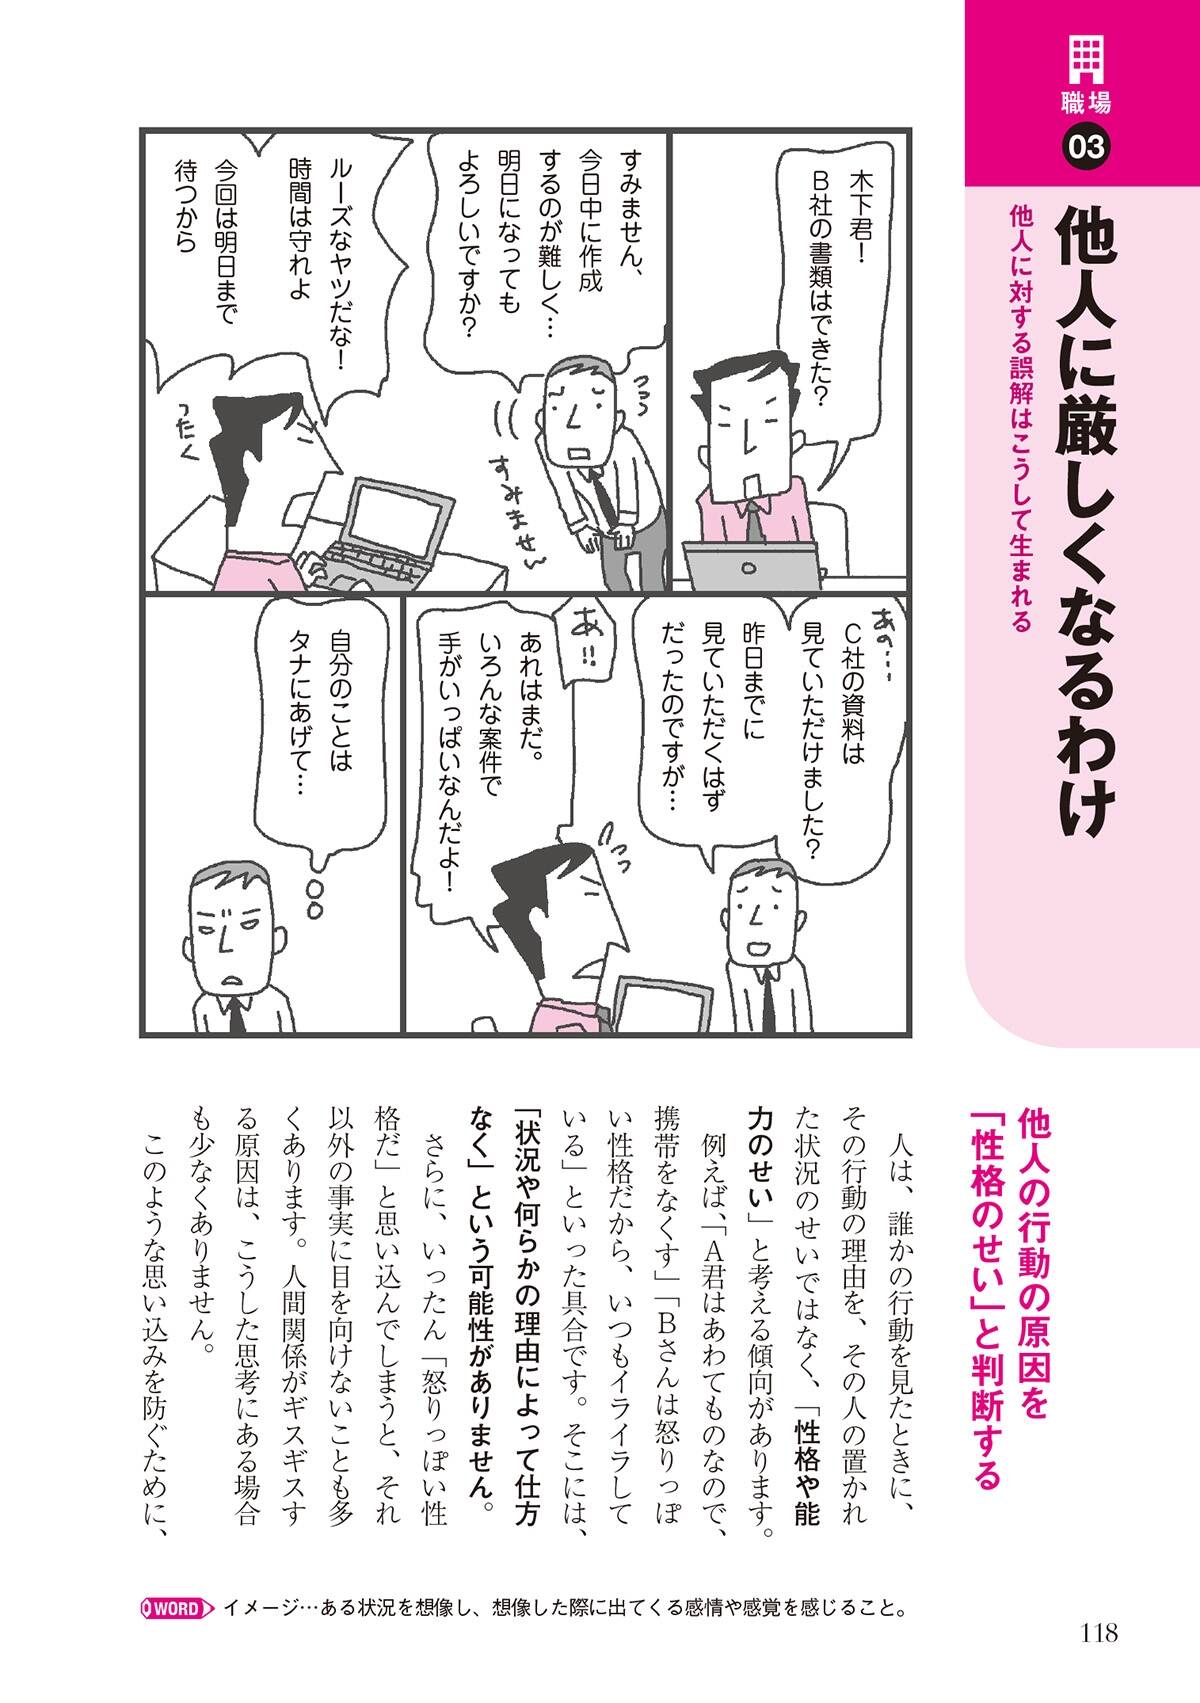 職場
03
他人に厳しくなるわけ
他人に対する誤解はこうして生まれる
木下君！
B社の書類はできた？
すみません、
今日中に作成
するのが難しく…
明日になっても
よろしいですか？
すみません
ルーズなヤツだな！
時間は守れよ
今回は明日まで
待つから
ったく
あの…
C社の資料は
見ていただけました？
昨日までに
見ていただくはず
だったのですが…
あ!!
あれはまだ。
いろんな案件で
手がいっぱいなんだよ！
自分のことは
タナにあげて…
他人の行動の原因を
「性格のせい」と判断する
人は、誰かの行動を見たときに、
その行動の理由を、その人の置かれ
た状況のせいではなく、「性格や能
力のせい」と考える傾向があります。
例えば、「A君はあわてものなので、
携帯をなくす」「Bさんは怒りっぽ
い性格だから、いつもイライラして
いる」といった具合です。そこには、
「状況や何らかの理由によって仕方
なく」という可能性がありません。
さらに、いったん「怒りっぽい性
格だ」と思い込んでしまうと、それ
以外の事実に目を向けないことも多
くあります。人間関係がギスギスす
る原因は、こうした思考にある場合
も少なくありません。
このような思い込みを防ぐために、
WORD イメージ…ある状況を想像し、想像した際に出てくる感情や感覚を感じること。
118